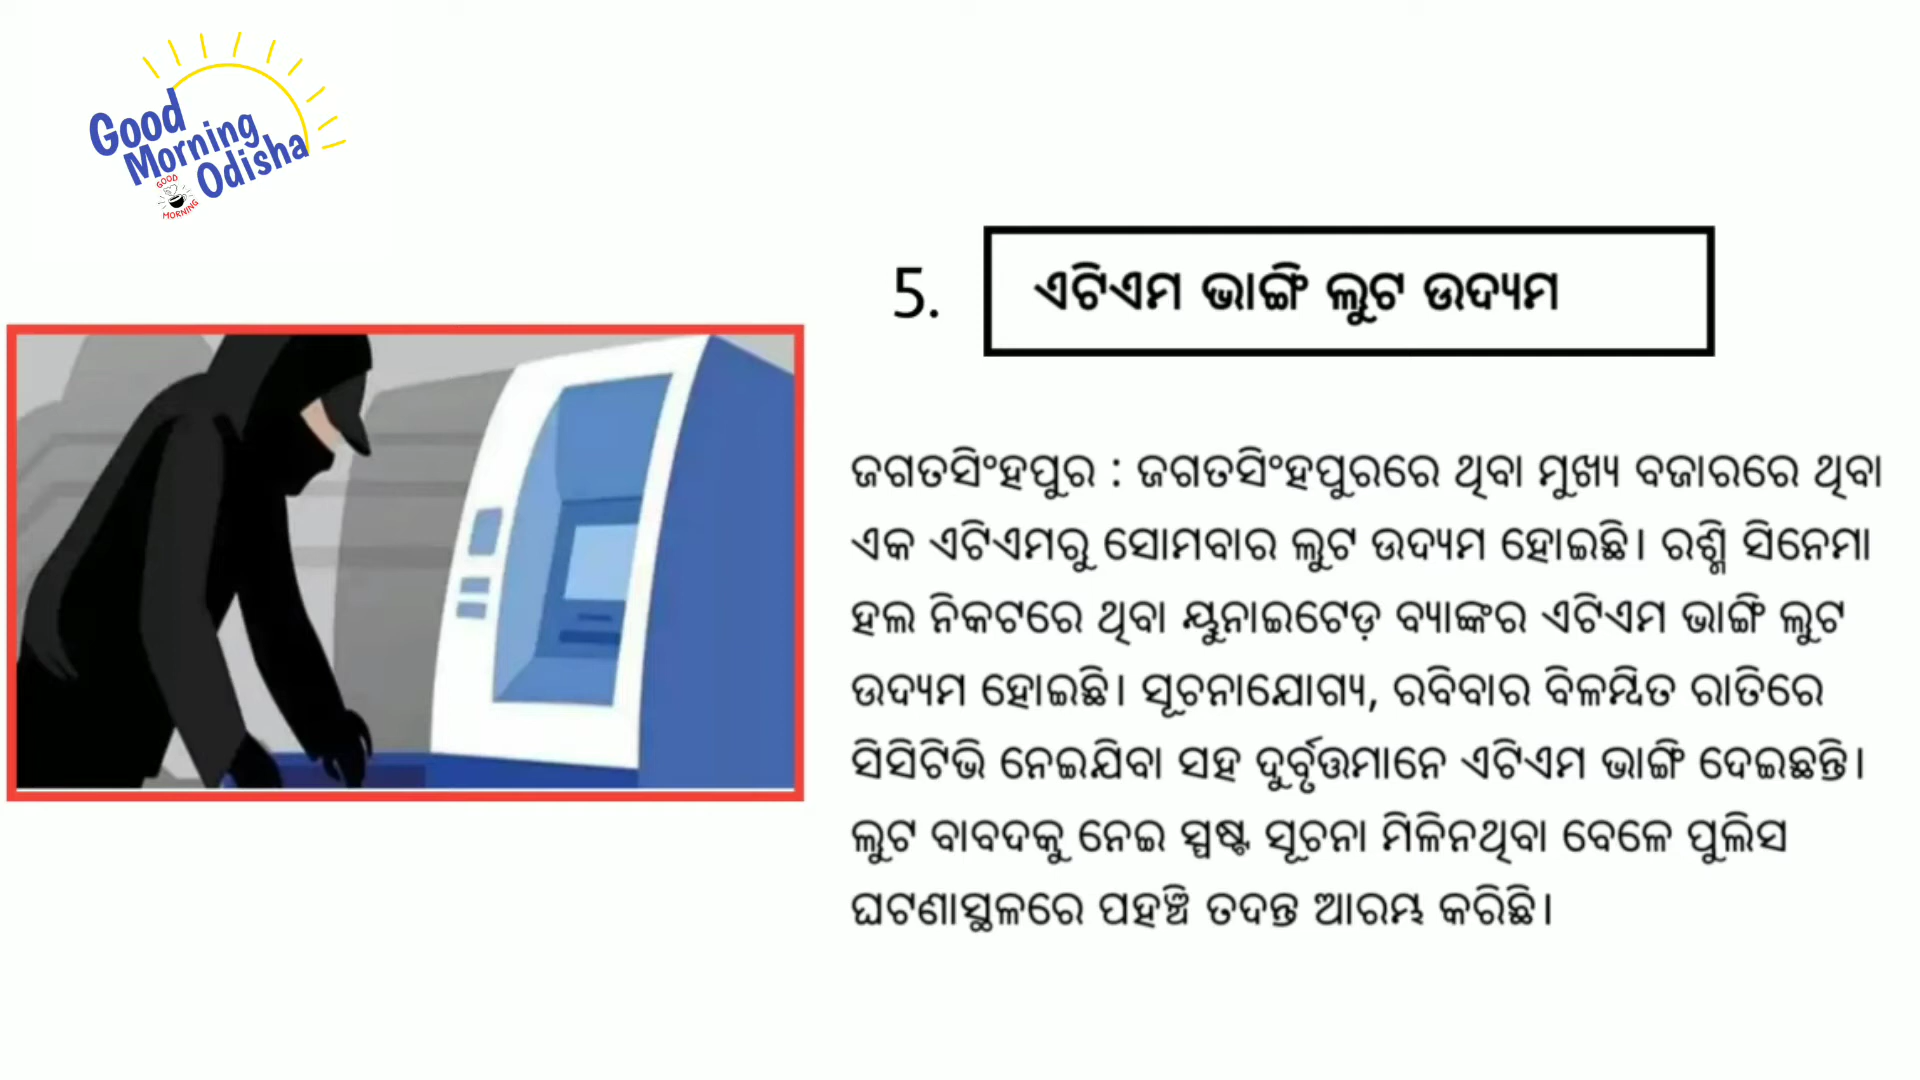 Good
Morning
Odisha
GOOD
MORNING
5. ଏଟିଏମ ଭାଙ୍ଗି ଲୁଟ ଉଦ୍ୟମ
ଜଗତସିଂହପୁର : ଜଗତସିଂହପୁରରେ ଥିବା ମୁଖ୍ୟ ବଜାରରେ ଥିବା
ଏକ ଏଟିଏମରୁ ସୋମବାର ଲୁଟ ଉଦ୍ୟମ ହୋଇଛି। ରଶ୍ମି ସିନେମା
ହଲ ନିକଟରେ ଥିବା ୟୁନାଇଟେଡ଼ ବ୍ୟାଙ୍କର ଏଟିଏମ ଭାଙ୍ଗି ଲୁଟ
ଉଦ୍ୟମ ହୋଇଛି। ସୂଚନାଯୋଗ୍ୟ, ରବିବାର ବିଳମ୍ଵିତ ରାତିରେ
ସିସିଟିଭି ନେଇଯିବା ସହ ଦୁର୍ବୃତ୍ତମାନେ ଏଟିଏମ ଭାଙ୍ଗି ଦେଇଛନ୍ତି।
ଲୁଟ ବାବଦକୁ ନେଇ ସ୍ପଷ୍ଟ ସୂଚନା ମିଳିନଥିବା ବେଳେ ପୁଲିସ
ଘଟଣାସ୍ଥଳରେ ପହଞ୍ଚି ତଦନ୍ତ ଆରମ୍ଭ କରିଛି।